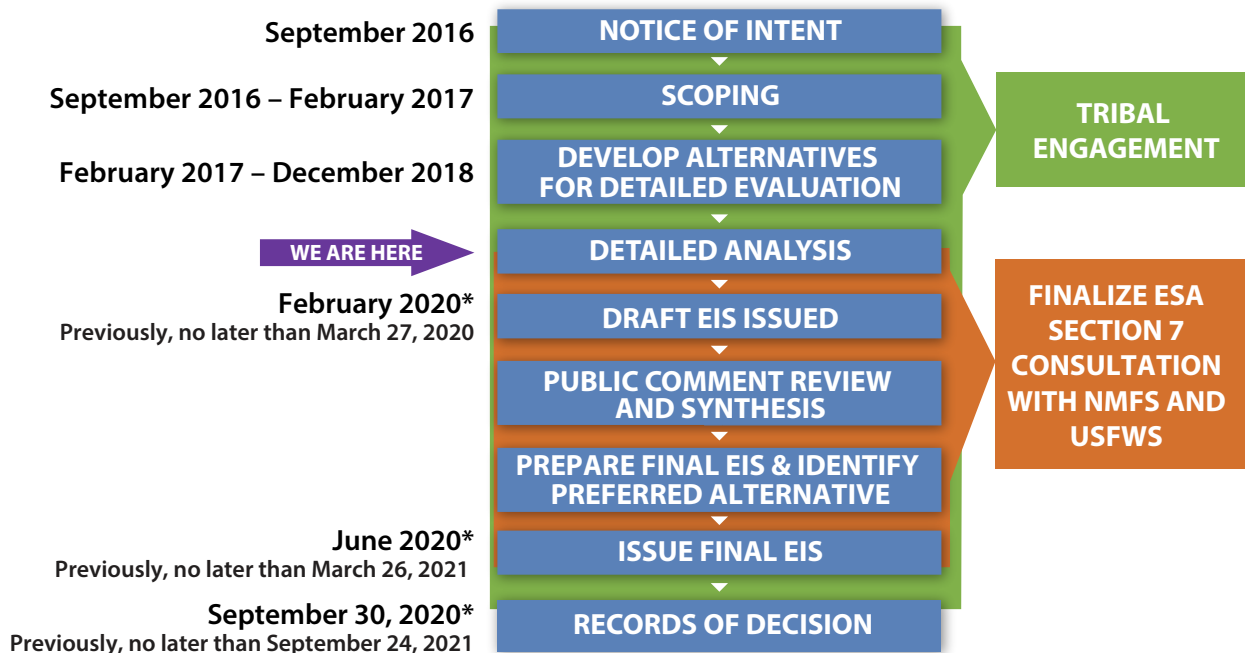 September 2016
NOTICE OF INTENT
September 2016 – February 2017
SCOPING
February 2017 – December 2018
DEVELOP ALTERNATIVES
FOR DETAILED EVALUATION
WE ARE HERE
DETAILED ANALYSIS
February 2020*
Previously, no later than March 27, 2020
DRAFT EIS ISSUED
PUBLIC COMMENT REVIEW
AND SYNTHESIS
PREPARE FINAL EIS & IDENTIFY
PREFERRED ALTERNATIVE
June 2020*
Previously, no later than March 26, 2021
ISSUE FINAL EIS
September 30, 2020*
Previously, no later than September 24, 2021
RECORDS OF DECISION
TRIBAL
ENGAGEMENT
FINALIZE ESA
SECTION 7
CONSULTATION
WITH NMFS AND
USFWS